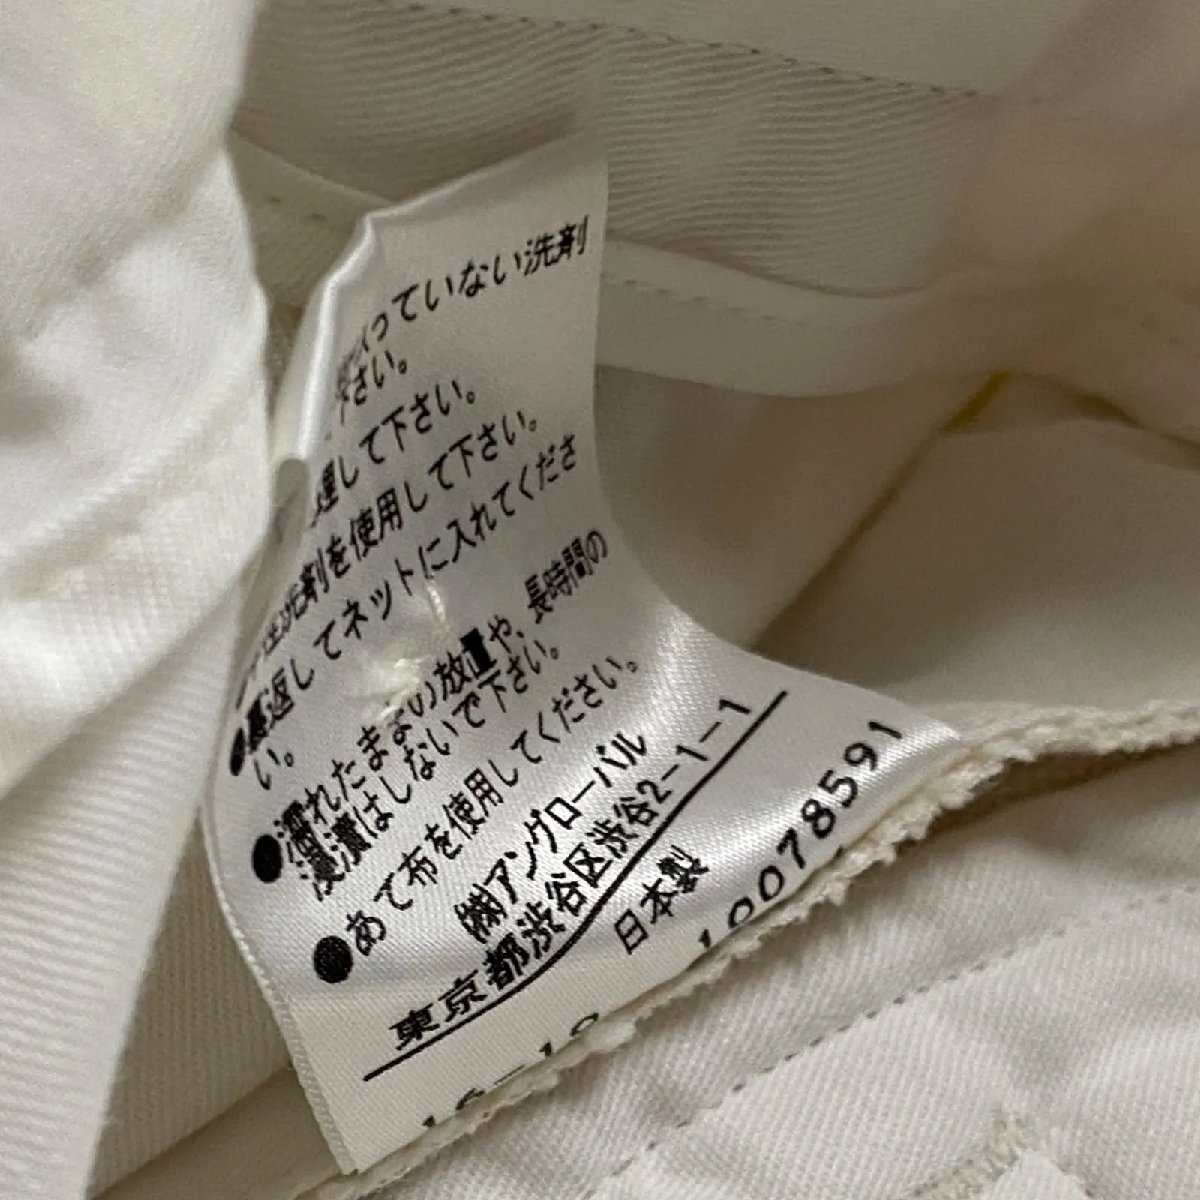 っていない洗剤
さい。
理して下さい。
洗剤を使用して下さい。
●裏返してネットに入れてくださ
い。
●濡れたままの放置や、長時間の
浸漬はしないで下さい。
●あて布を使用してください。
㈱アングローバル
東京都渋谷区渋谷2-1-1
日本製
10078591